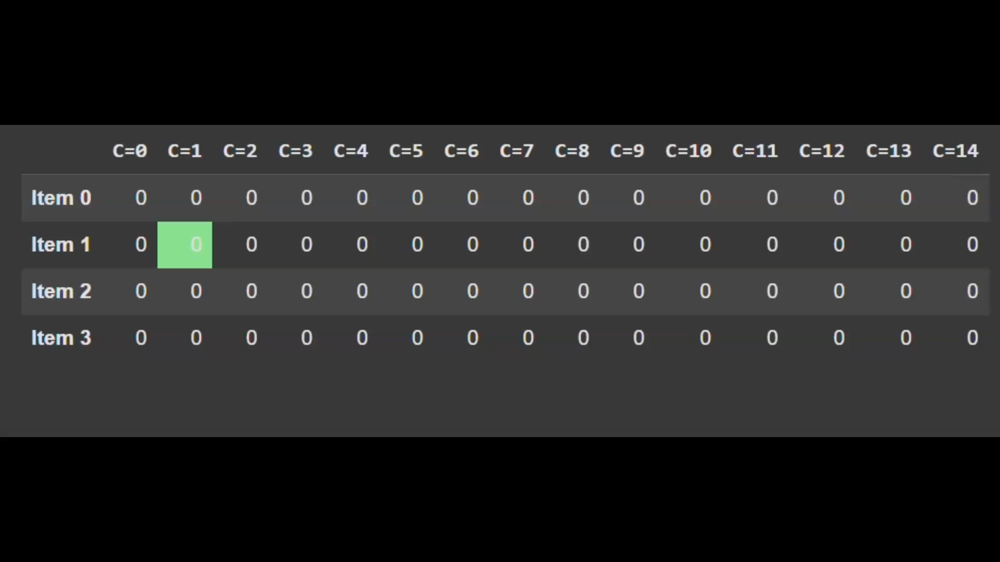 C=0 C=1 C=2 C=3 C=4 C=5 C=6 C=7 C=8 C=9 C=10 C=11 C=12 C=13 C=14
Item 0 0 0 0 0 0 0 0 0 0 0 0 0 0 0 0
Item 1 0 0 0 0 0 0 0 0 0 0 0 0 0 0 0
Item 2 0 0 0 0 0 0 0 0 0 0 0 0 0 0 0
Item 3 0 0 0 0 0 0 0 0 0 0 0 0 0 0 0